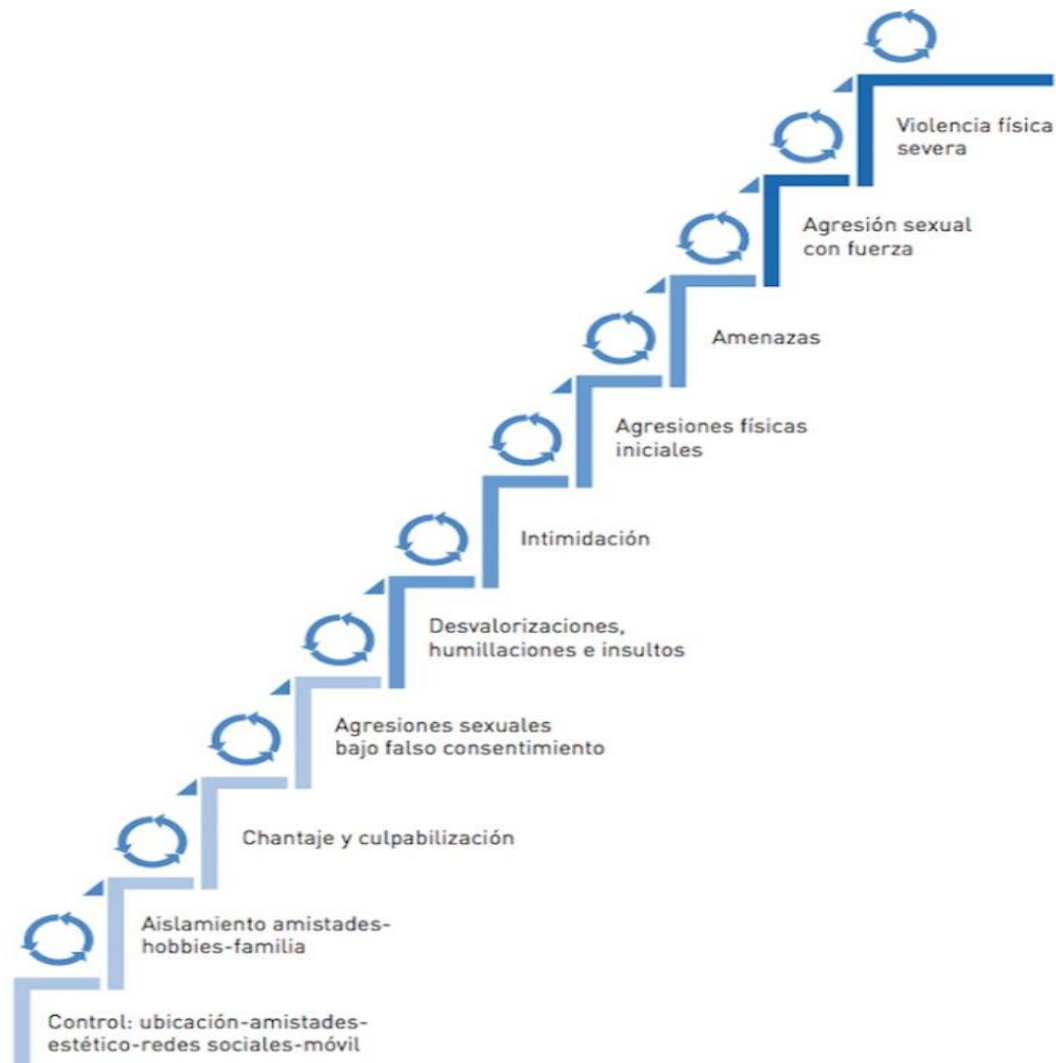 Violencia física
severa
Agresión sexual
con fuerza
Amenazas
Agresiones físicas
iniciales
Intimidación
Desvalorizaciones,
humillaciones e insultos
Agresiones sexuales
bajo falso consentimiento
Chantaje y culpabilización
Aislamiento amistades-
hobbies-familia
Control: ubicación-amistades-
estético-redes sociales-móvil